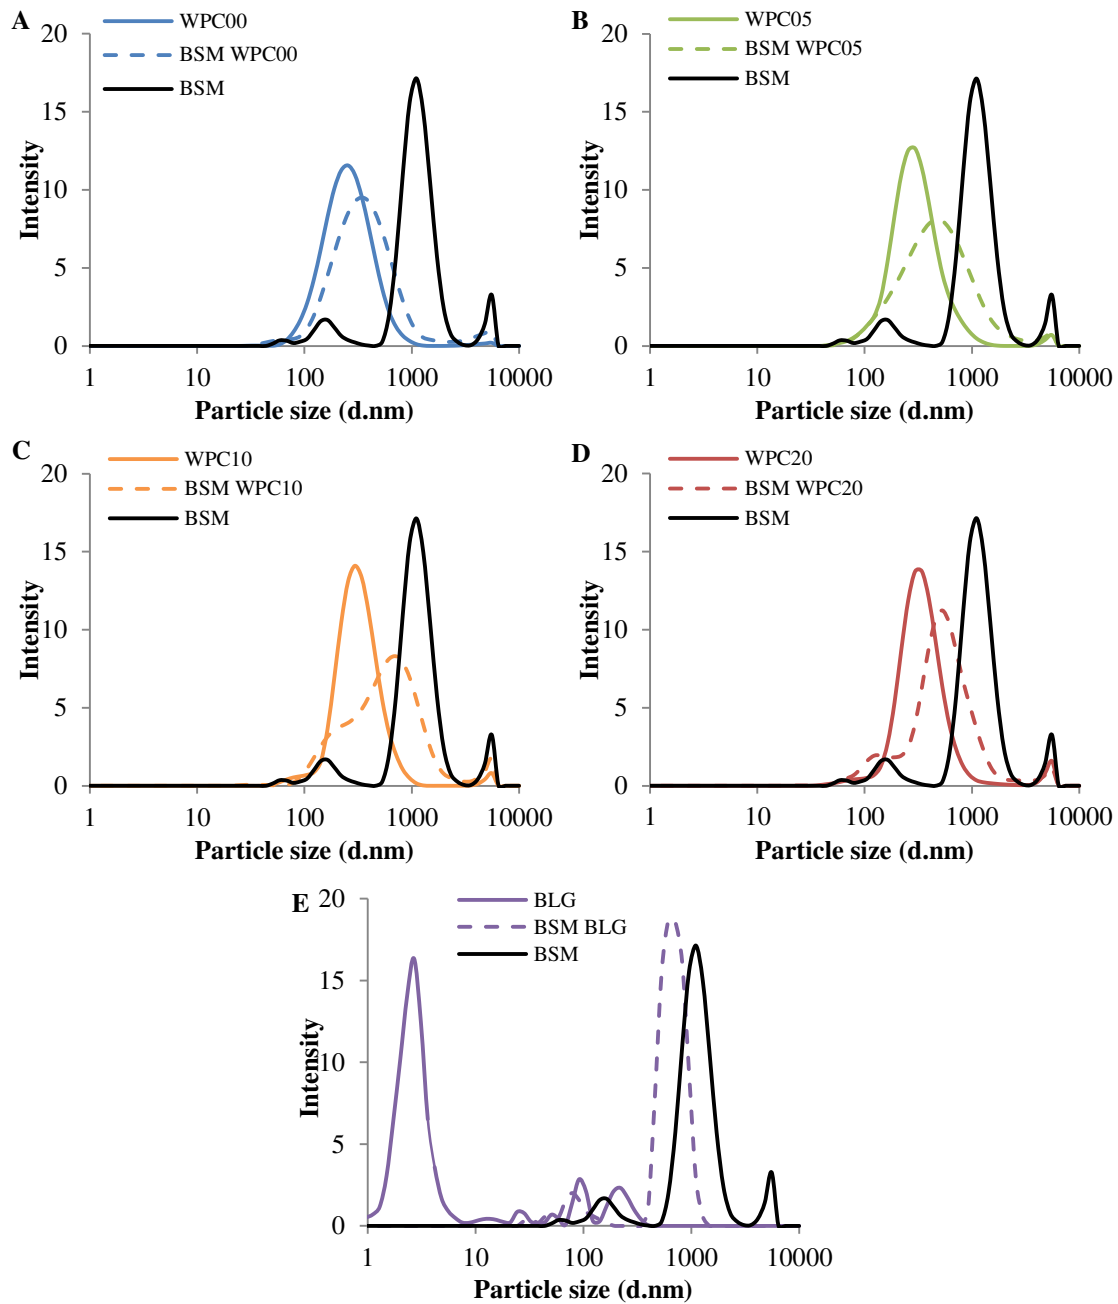 A
WPC00
BSM WPC00
BSM
20
15
10
5
0
Intensity
1 10 100 1000 10000
Particle size (d.nm)
B
WPC05
BSM WPC05
BSM
20
15
10
5
0
Intensity
1 10 100 1000 10000
Particle size (d.nm)
C
WPC10
BSM WPC10
BSM
20
15
10
5
0
Intensity
1 10 100 1000 10000
Particle size (d.nm)
D
WPC20
BSM WPC20
BSM
20
15
10
5
0
Intensity
1 10 100 1000 10000
Particle size (d.nm)
E
BLG
BSM BLG
BSM
20
15
10
5
0
Intensity
1 10 100 1000 10000
Particle size (d.nm)